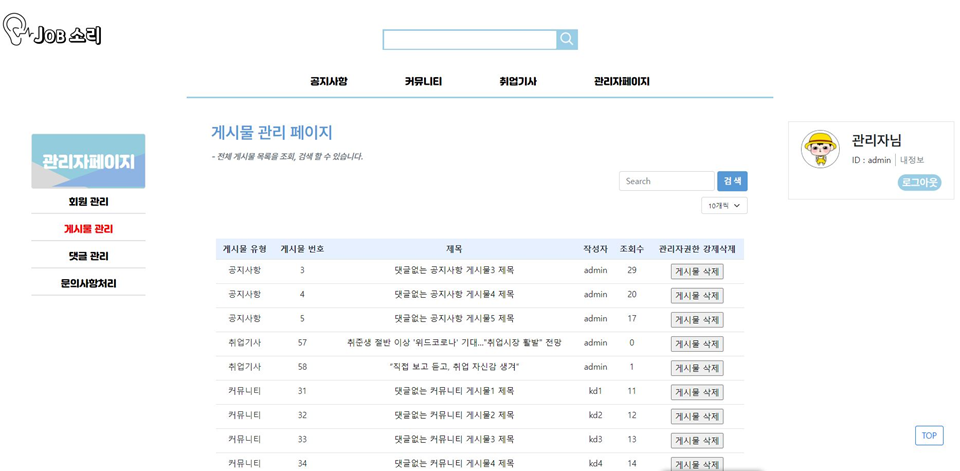 JOB 소리
공지사항 커뮤니티 취업기사 관리자페이지
관리자페이지
회원 관리
게시물 관리
댓글 관리
문의사항처리
게시물 관리 페이지
- 전체 게시물 목록을 조회, 검색 할 수 있습니다.
Search 검 색
10개씩
게시물 유형 게시물 번호 제목 작성자 조회수 관리자권한 강제삭제
공지사항 3 댓글없는 공지사항 게시물3 제목 admin 29 게시물 삭제
공지사항 4 댓글없는 공지사항 게시물4 제목 admin 20 게시물 삭제
공지사항 5 댓글없는 공지사항 게시물5 제목 admin 17 게시물 삭제
취업기사 57 취준생 절반 이상 '위드코로나' 기대..."취업시장 활발" 전망 admin 0 게시물 삭제
취업기사 58 "직접 보고 듣고, 취업 자신감 생겨" admin 1 게시물 삭제
커뮤니티 31 댓글없는 커뮤니티 게시물1 제목 kd1 11 게시물 삭제
커뮤니티 32 댓글없는 커뮤니티 게시물2 제목 kd2 12 게시물 삭제
커뮤니티 33 댓글없는 커뮤니티 게시물3 제목 kd3 13 게시물 삭제
커뮤니티 34 댓글없는 커뮤니티 게시물4 제목 kd4 14 게시물 삭제
관리자님
ID : admin 내정보
로그아웃
TOP